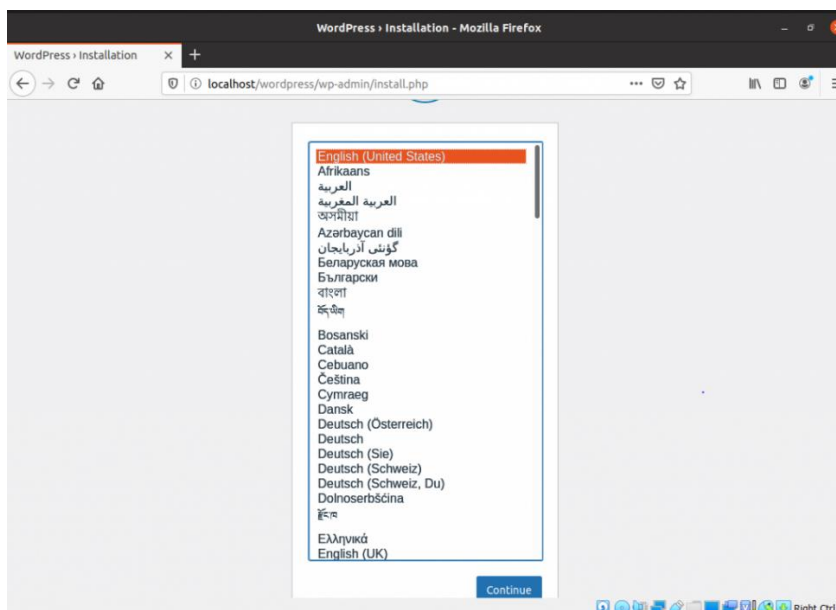 WordPress › Installation - Mozilla Firefox
WordPress › Installation
localhost/wordpress/wp-admin/install.php
English (United States)
Afrikaans
العربية
العربية المغربية
অসমীয়া
Azərbaycan dili
گؤنئی آذربایجان
Беларуская мова
Български
বাংলা
བོད་ཡིག
Bosanski
Català
Cebuano
Čeština
Cymraeg
Dansk
Deutsch (Österreich)
Deutsch
Deutsch (Sie)
Deutsch (Schweiz)
Deutsch (Schweiz, Du)
Dolnoserbšćina
རྫོང་ཁ
Ελληνικά
English (UK)
Continue
Right Ctrl